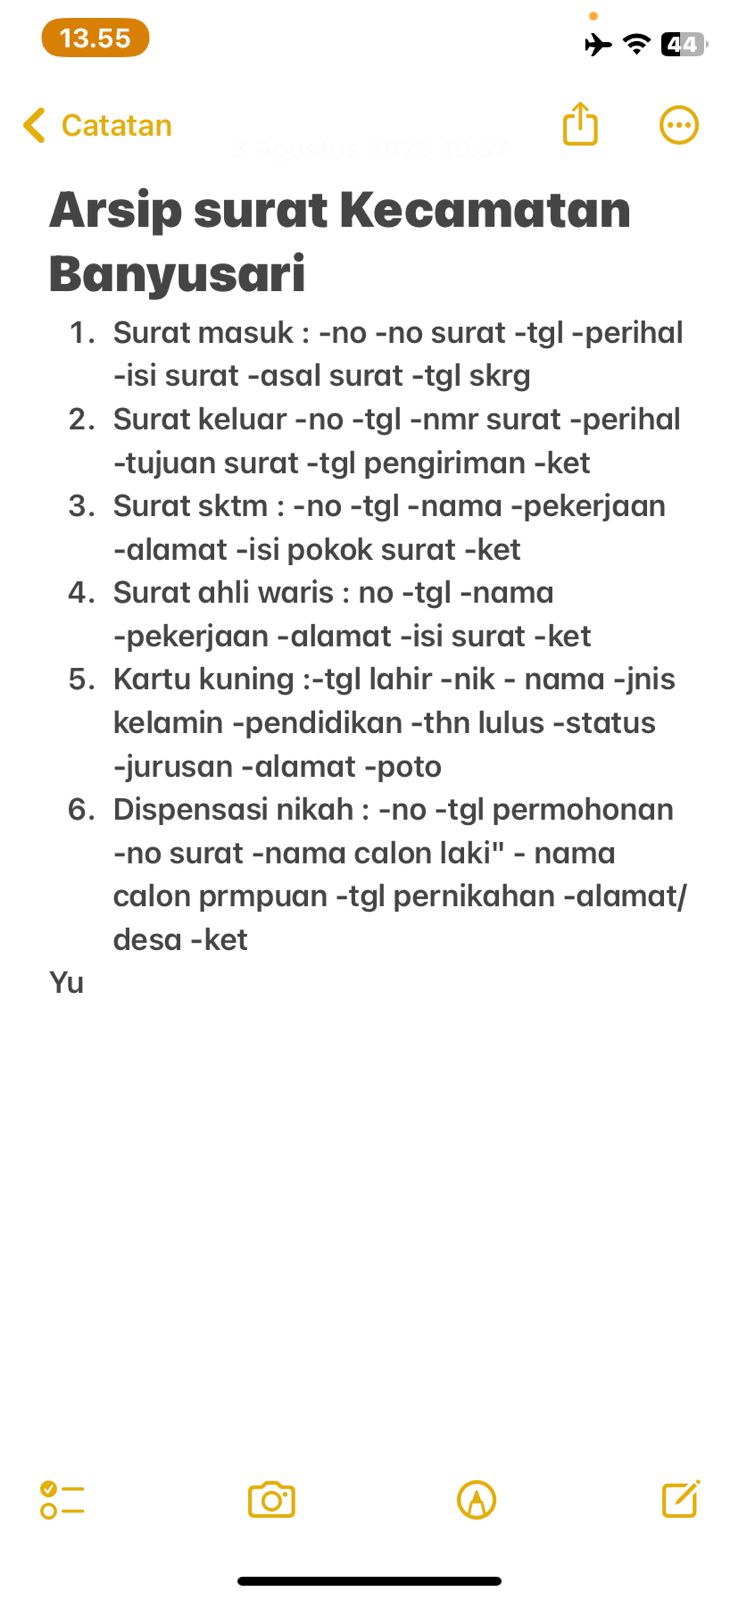 13.55
44
Catatan
8 Agustus 2023 10.57
Arsip surat Kecamatan
Banyusari
1. Surat masuk : -no -no surat -tgl -perihal
-isi surat -asal surat -tgl skrg
2. Surat keluar -no -tgl -nmr surat -perihal
-tujuan surat -tgl pengiriman -ket
3. Surat sktm : -no -tgl -nama -pekerjaan
-alamat -isi pokok surat -ket
4. Surat ahli waris : no -tgl -nama
-pekerjaan -alamat -isi surat -ket
5. Kartu kuning :-tgl lahir -nik - nama -jnis
kelamin -pendidikan -thn lulus -status
-jurusan -alamat -poto
6. Dispensasi nikah : -no -tgl permohonan
-no surat -nama calon laki" - nama
calon prmpuan -tgl pernikahan -alamat/
desa -ket
Yu